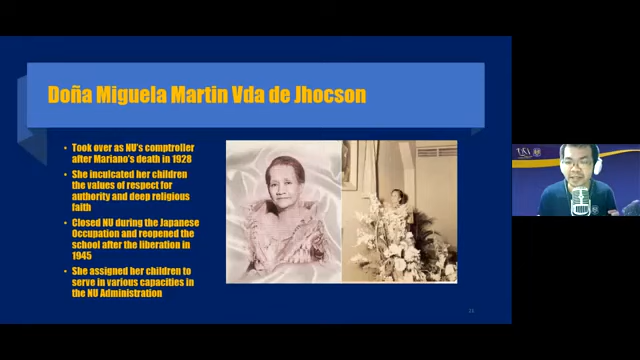 Doña Miguela Martin Vda de Jhocson
• Took over as NU's comptroller
after Mariano's death in 1928
• She inculcated her children
the values of respect for
authority and deep religious
faith
• Closed NU during the Japanese
Occupation and reopened the
school after the liberation in
1945
• She assigned her children to
serve in various capacities in
the NU Administration